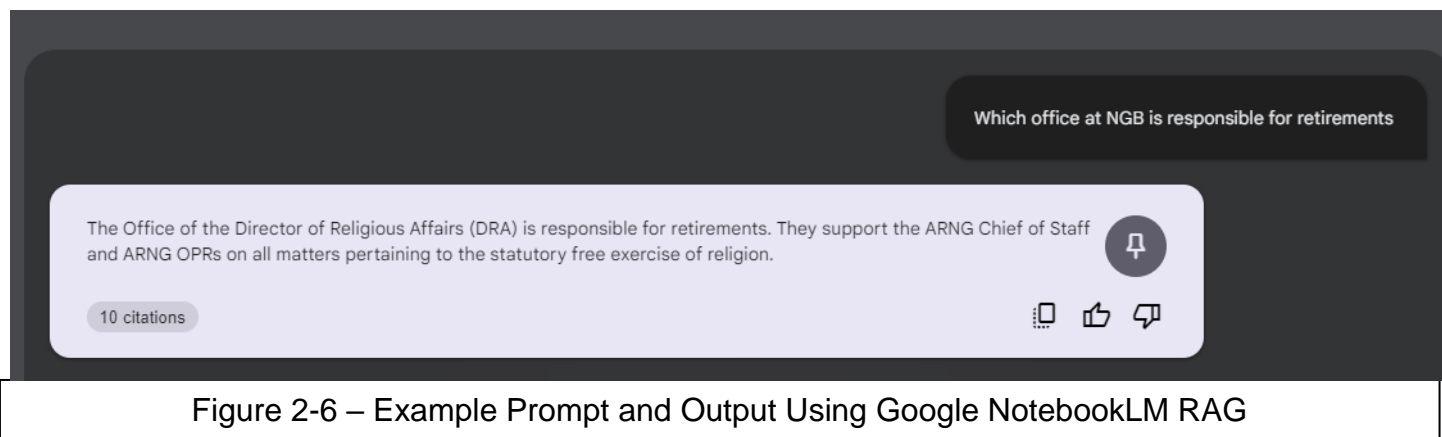 Which office at NGB is responsible for retirements
The Office of the Director of Religious Affairs (DRA) is responsible for retirements. They support the ARNG Chief of Staff
and ARNG OPRs on all matters pertaining to the statutory free exercise of religion.
10 citations
Figure 2-6 – Example Prompt and Output Using Google NotebookLM RAG